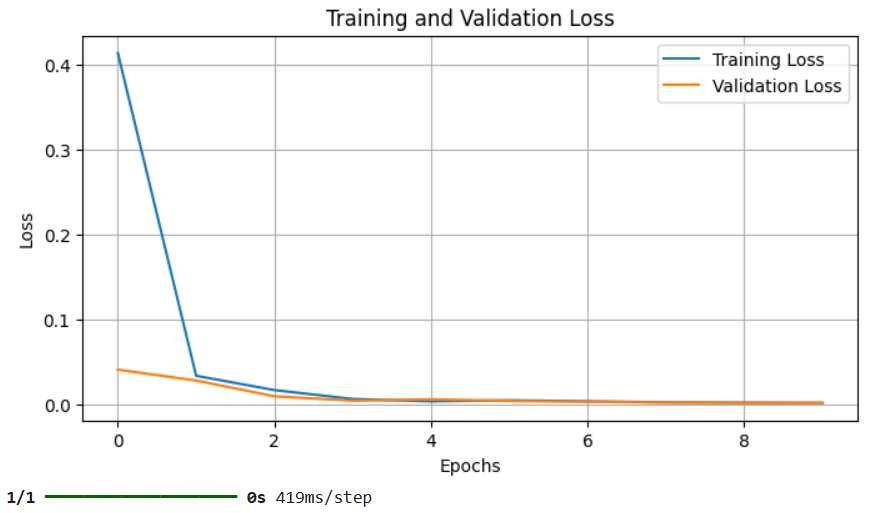 Training and Validation Loss
Training Loss
Validation Loss
0.4
0.3
0.2
0.1
0.0
Loss
0 2 4 6 8
Epochs
1/1 ━━━━━━━━━━━━━━━━━━━━ 0s 419ms/step